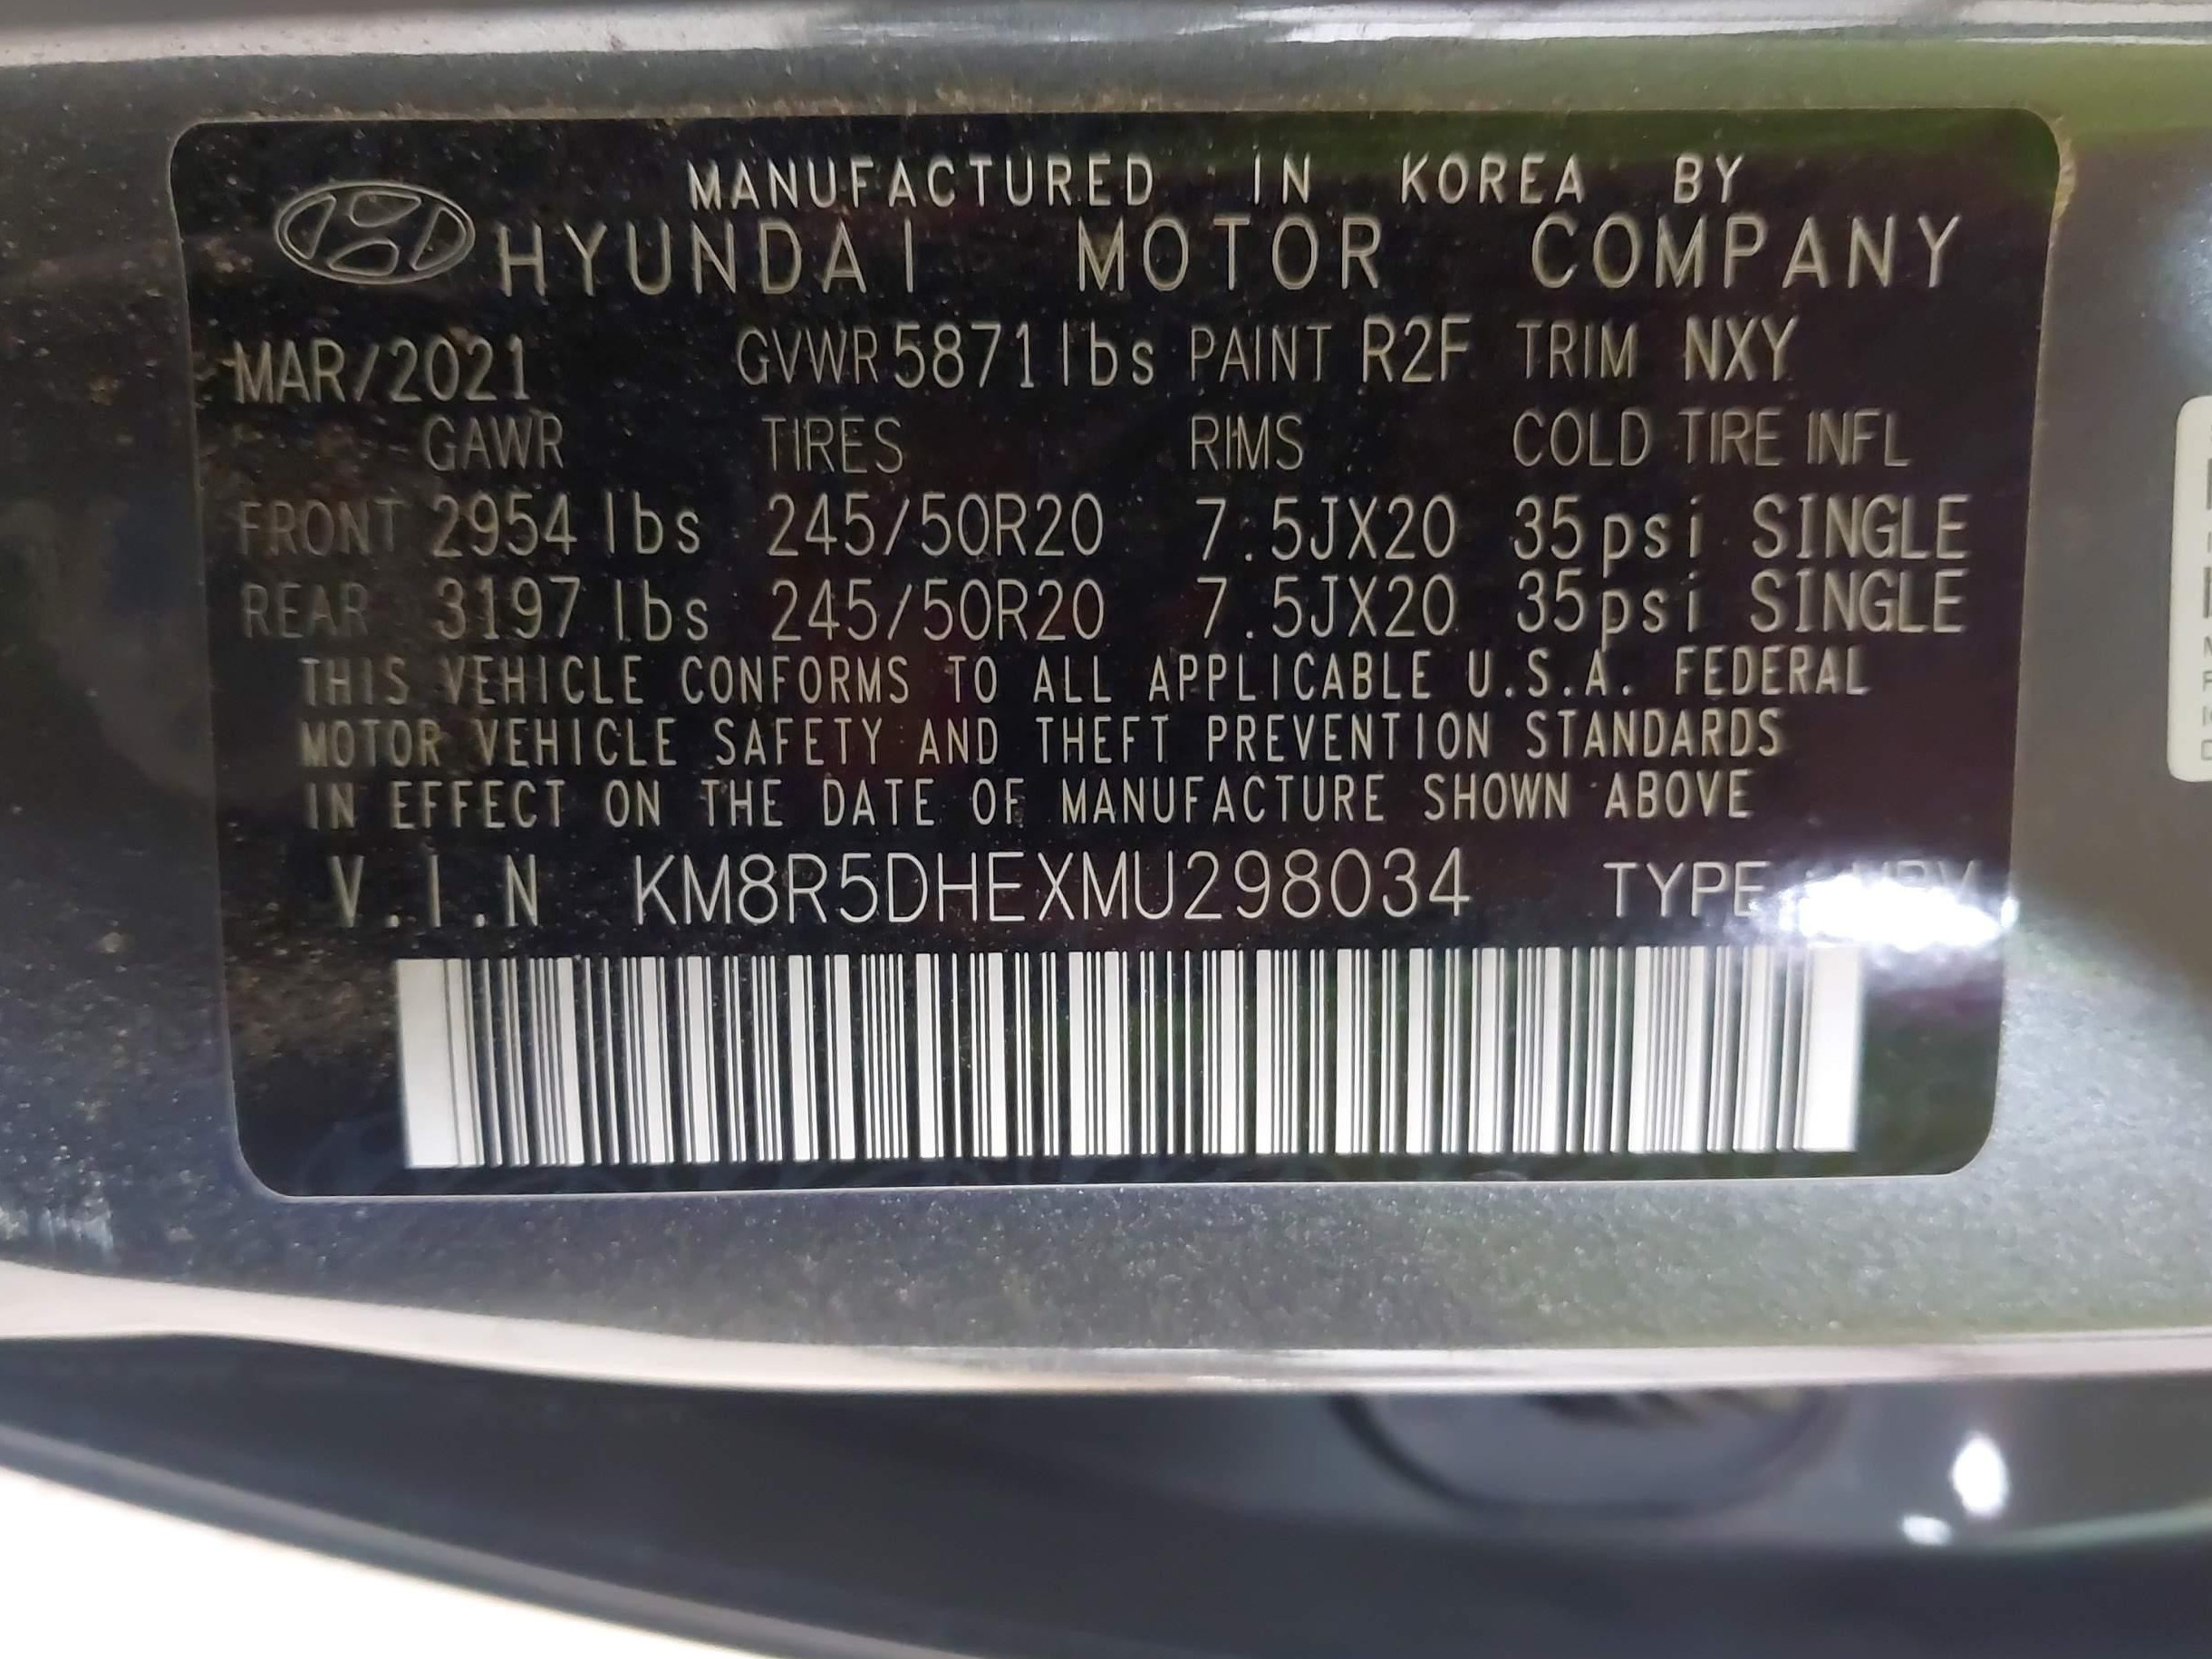 MANUFACTURED IN KOREA BY
HYUNDAI MOTOR COMPANY
MAR/2021 GVWR 5871 lbs PAINT R2F TRIM NXY
GAWR TIRES RIMS COLD TIRE INFL
FRONT 2954 lbs 245/50R20 7.5JX20 35psi SINGLE
REAR 3197 lbs 245/50R20 7.5JX20 35psi SINGLE
THIS VEHICLE CONFORMS TO ALL APPLICABLE U.S.A. FEDERAL
MOTOR VEHICLE SAFETY AND THEFT PREVENTION STANDARDS
IN EFFECT ON THE DATE OF MANUFACTURE SHOWN ABOVE
V.I.N KM8R5DHEXMU298034 TYPE :